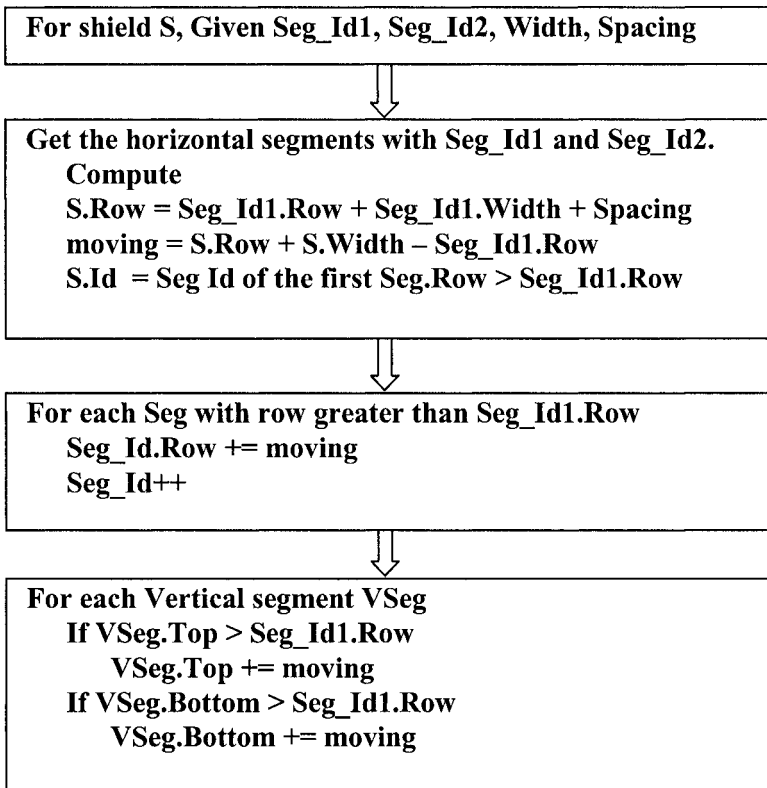 For shield S, Given Seg_Id1, Seg_Id2, Width, Spacing
Get the horizontal segments with Seg_Id1 and Seg_Id2.
Compute
S.Row = Seg_Id1.Row + Seg_Id1.Width + Spacing
moving = S.Row + S.Width – Seg_Id1.Row
S.Id = Seg Id of the first Seg.Row > Seg_Id1.Row
For each Seg with row greater than Seg_Id1.Row
Seg_Id.Row += moving
Seg_Id++
For each Vertical segment VSeg
If VSeg.Top > Seg_Id1.Row
VSeg.Top += moving
If VSeg.Bottom > Seg_Id1.Row
VSeg.Bottom += moving